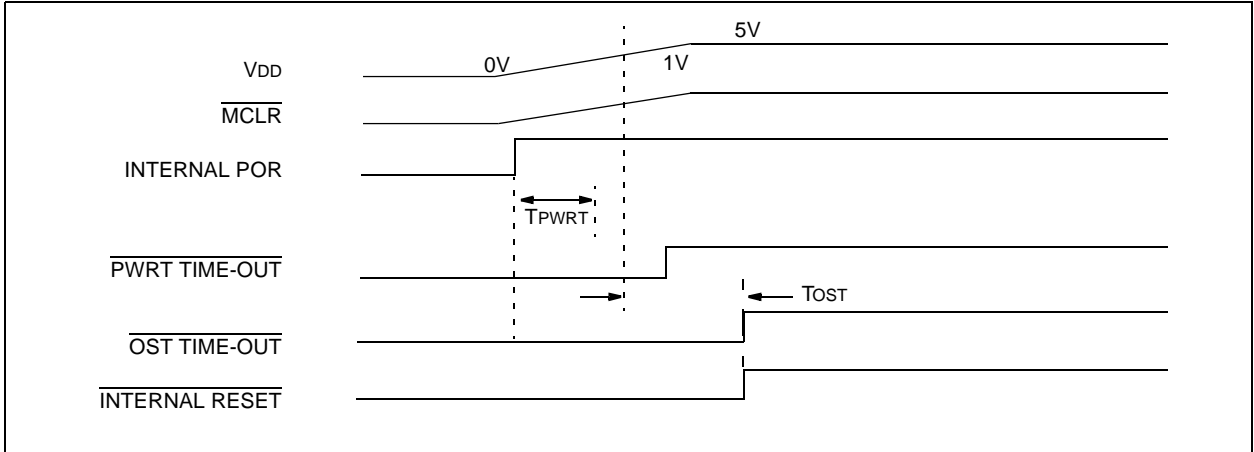 5V
VDD
0V
1V
MCLR
INTERNAL POR
TPWRT
PWRT TIME-OUT
TOST
OST TIME-OUT
INTERNAL RESET